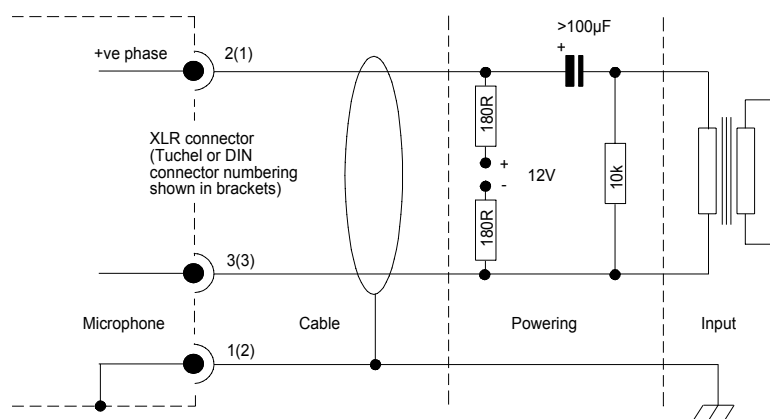 >100µF
+
+ve phase
2(1)
180R
XLR connector
(Tuchel or DIN
connector numbering
shown in brackets)
+
-
12V
10k
180R
3(3)
Microphone
Cable
Powering
Input
1(2)